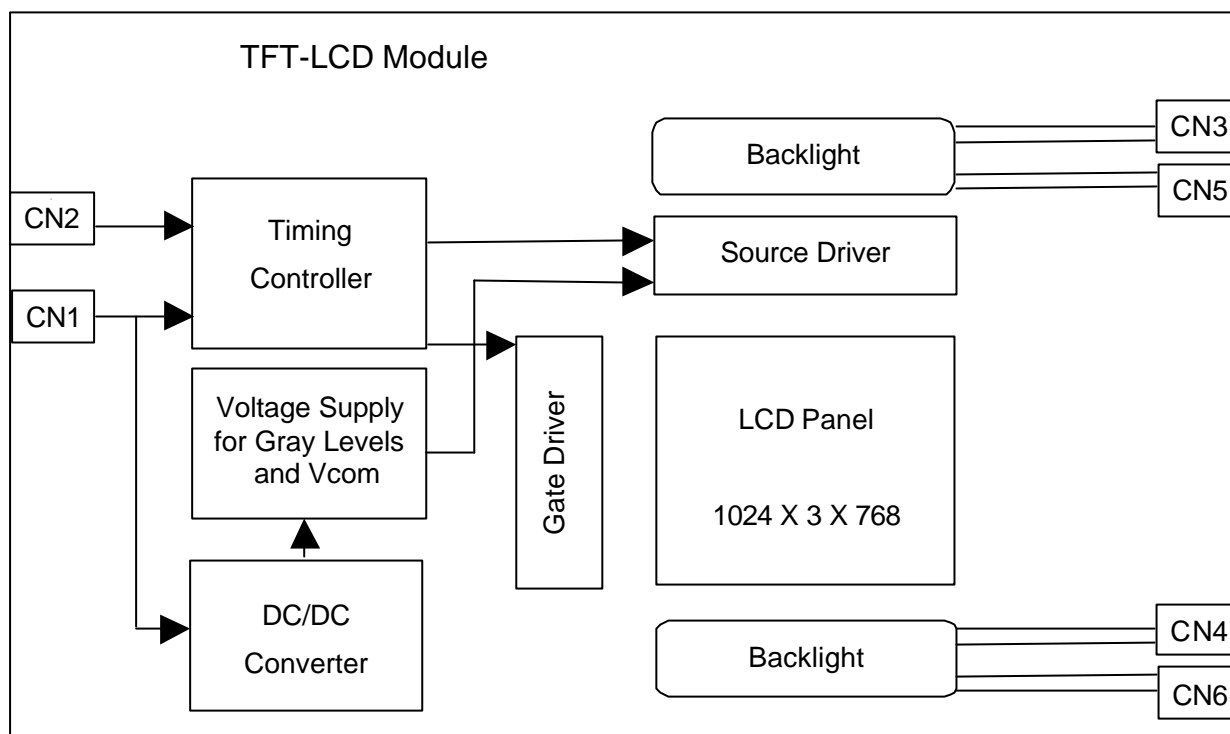 TFT-LCD Module
CN3
Backlight
CN5
CN2
Timing
Controller
Source Driver
CN1
Voltage Supply
for Gray Levels
and Vcom
Gate Driver
LCD Panel
1024 X 3 X 768
DC/DC
Converter
CN4
Backlight
CN6